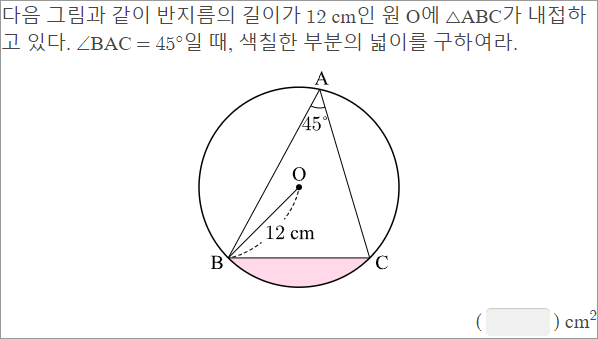 다음 그림과 같이 반지름의 길이가 12 cm인 원 O에 △ABC가 내접하
고 있다. ∠BAC = 45°일 때, 색칠한 부분의 넓이를 구하여라.
A
45°
O
12 cm
B
C
( ) cm²